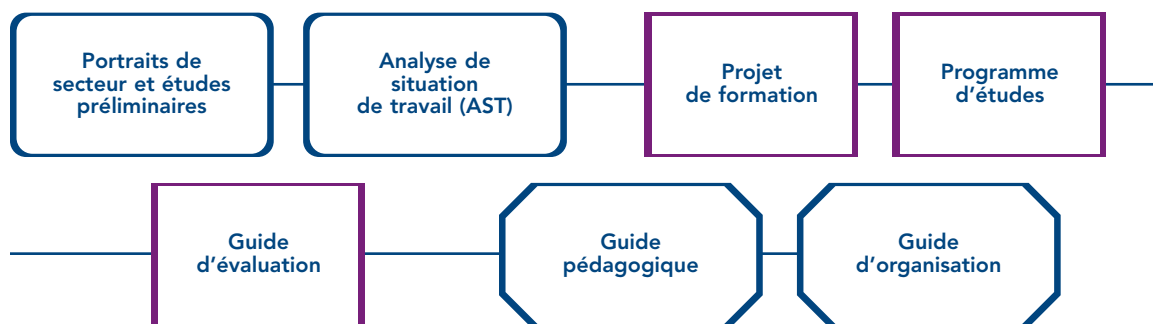 Portraits de
secteur et études
préliminaires
Analyse de
situation
de travail (AST)
Projet
de formation
Programme
d'études
Guide
d'évaluation
Guide
pédagogique
Guide
d'organisation